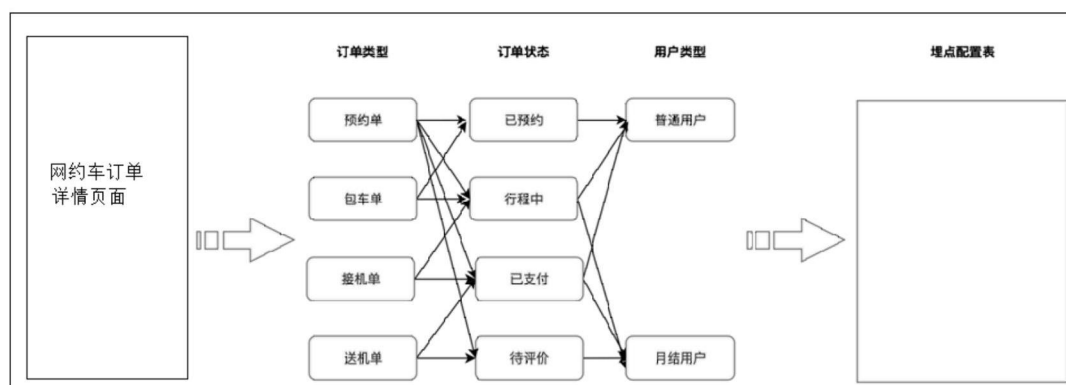 订单类型 订单状态 用户类型 埋点配置表
预约单 已预约 普通用户
网约车订单
详情页面
包车单 行程中
接机单 已支付
送机单 待评价 月结用户